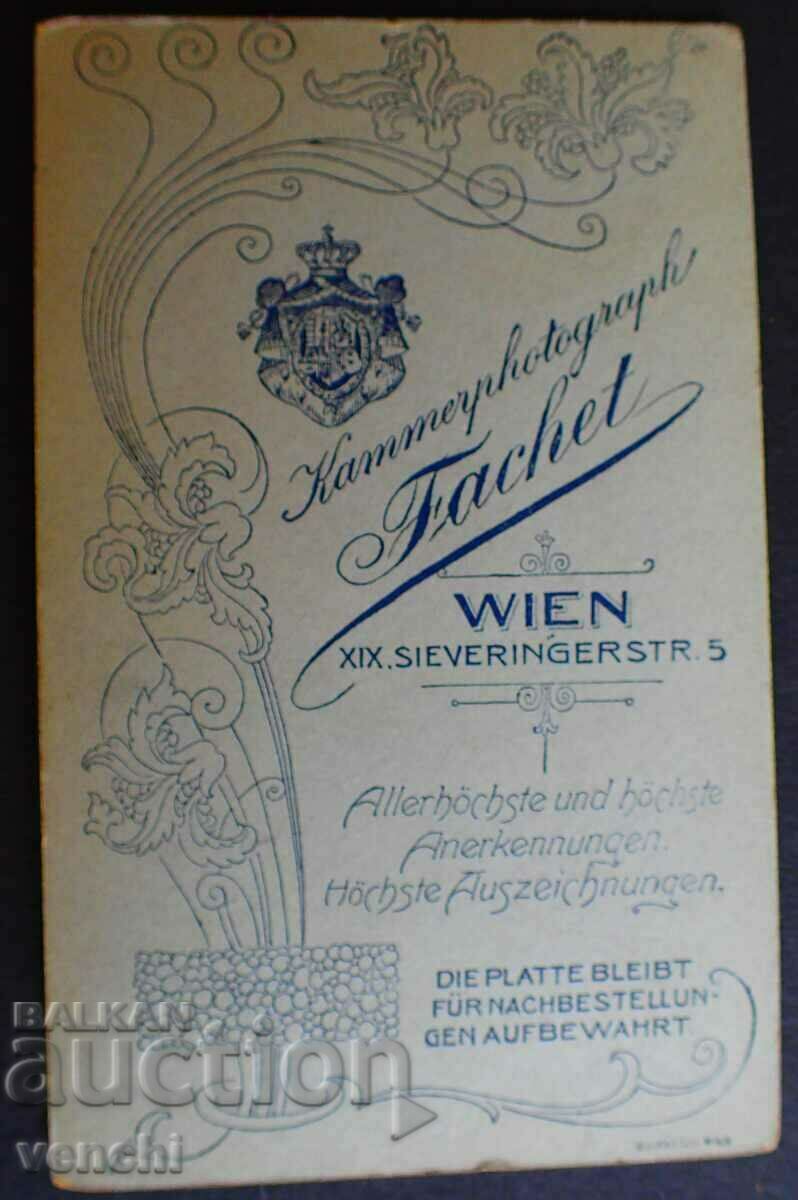 Kammerphotograph
Fachet
WIEN
XIX. SIEVERINGERSTR. 5
Allerhöchste und höchste
Anerkennungen.
Höchste Auszeichnungen.
DIE PLATTE BLEIBT
FÜR NACHBESTELLUN-
GEN AUFBEWAHRT
BALKAN
auction
venchi